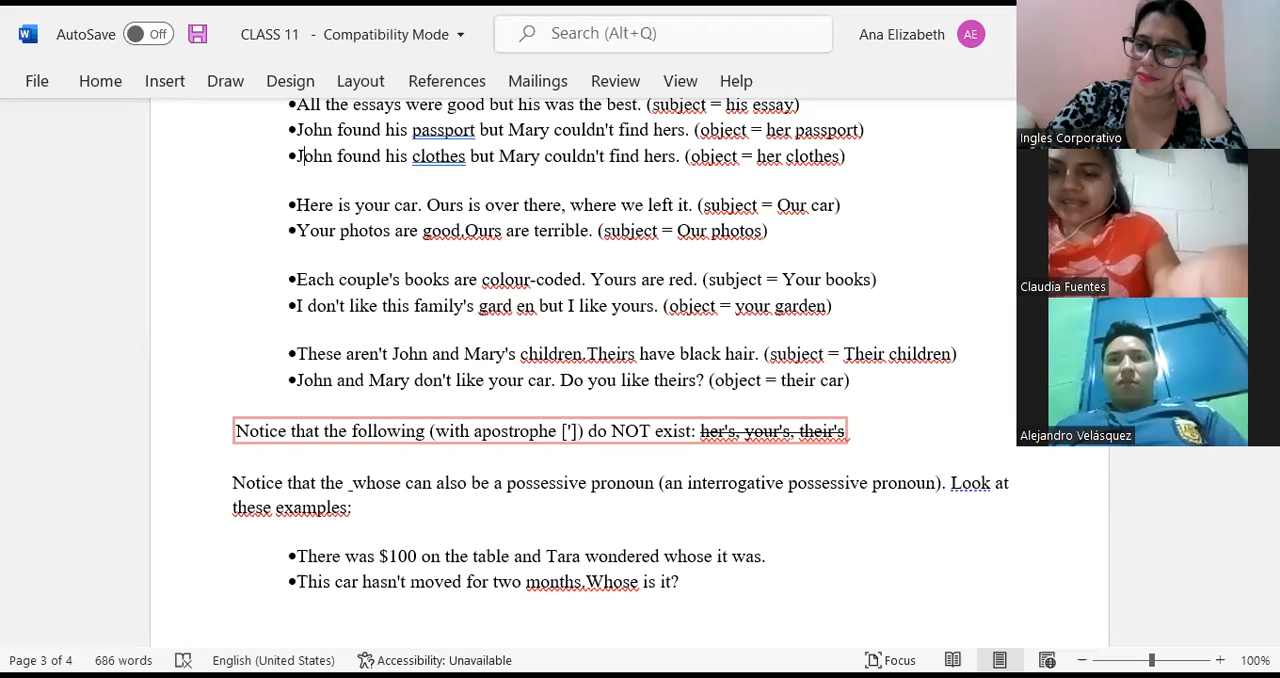 AutoSave Off CLASS 11 - Compatibility Mode Search (Alt+Q) Ana Elizabeth AE
File Home Insert Draw Design Layout References Mailings Review View Help
•All the essays were good but his was the best. (subject = his essay)
•John found his passport but Mary couldn't find hers. (object = her passport)
•John found his clothes but Mary couldn't find hers. (object = her clothes)
•Here is your car. Ours is over there, where we left it. (subject = Our car)
•Your photos are good.Ours are terrible. (subject = Our photos)
•Each couple's books are colour-coded. Yours are red. (subject = Your books)
•I don't like this family's gard en but I like yours. (object = your garden)
•These aren't John and Mary's children.Theirs have black hair. (subject = Their children)
•John and Mary don't like your car. Do you like theirs? (object = their car)
Notice that the following (with apostrophe [']) do NOT exist: her's, your's, their's
Notice that the _whose can also be a possessive pronoun (an interrogative possessive pronoun). Look at
these examples:
•There was $100 on the table and Tara wondered whose it was.
•This car hasn't moved for two months.Whose is it?
Page 3 of 4 686 words English (United States) Accessibility: Unavailable Focus 100%
Ingles Corporativo
Claudia Fuentes
Alejandro Velásquez